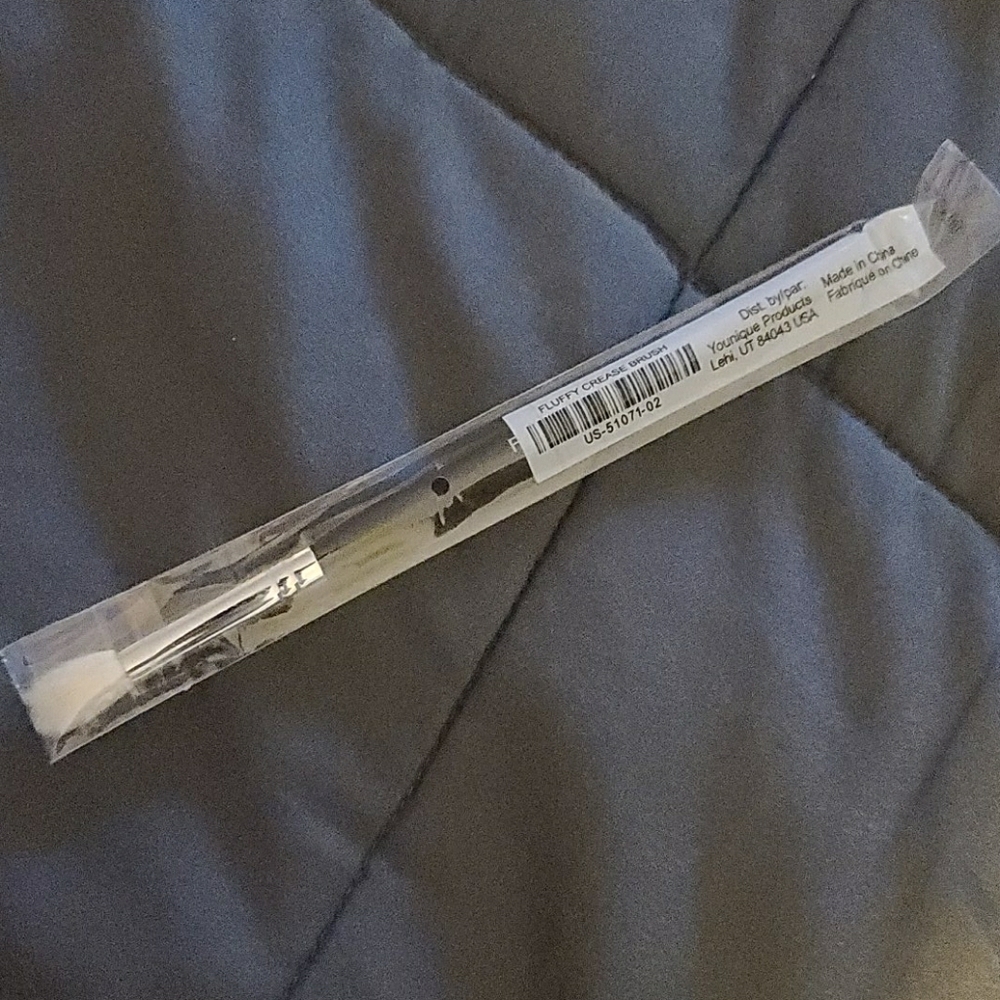 FLUFFY CREASE BRUSH
US-51071-02
Dist. by/par:
Younique Products
Lehi, UT 84043 USA
Made in China
Fabriqué en Chine